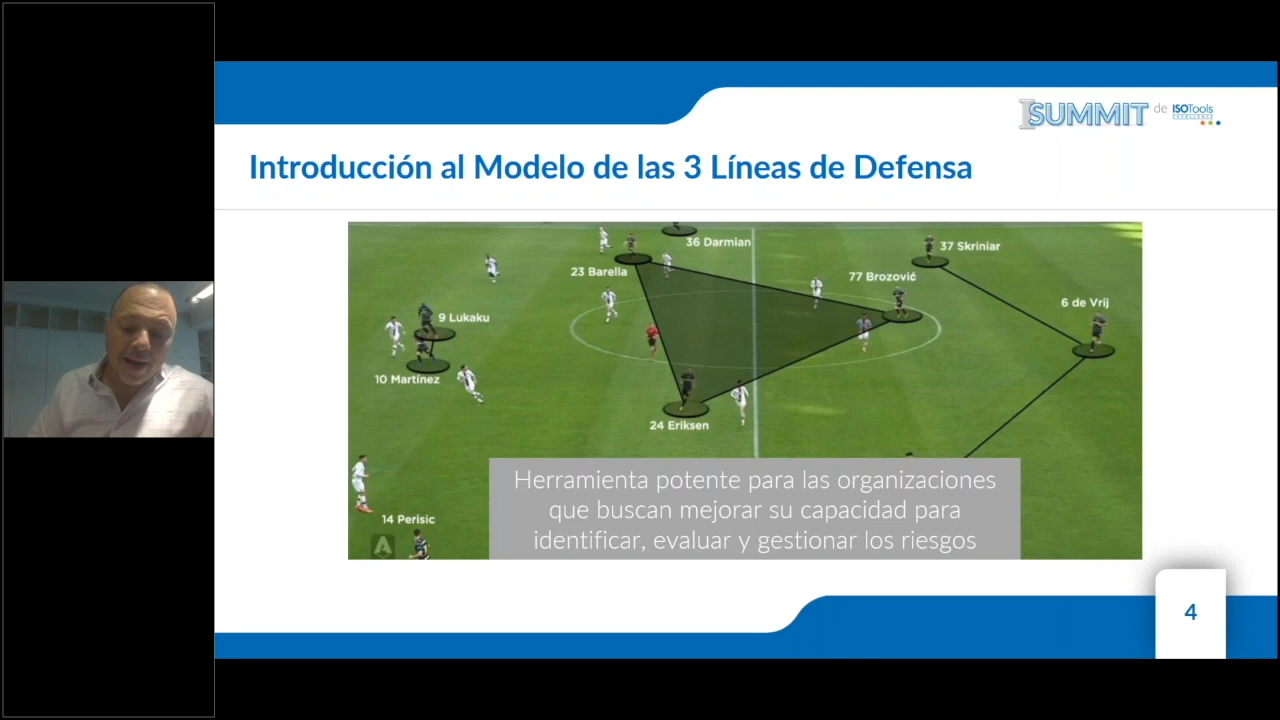 ISUMMIT de ISOTools
Introducción al Modelo de las 3 Líneas de Defensa
36 Darmian
37 Skriniar
23 Barella
77 Brozović
6 de Vrij
9 Lukaku
10 Martínez
24 Eriksen
14 Perisic
Herramienta potente para las organizaciones
que buscan mejorar su capacidad para
identificar, evaluar y gestionar los riesgos
4